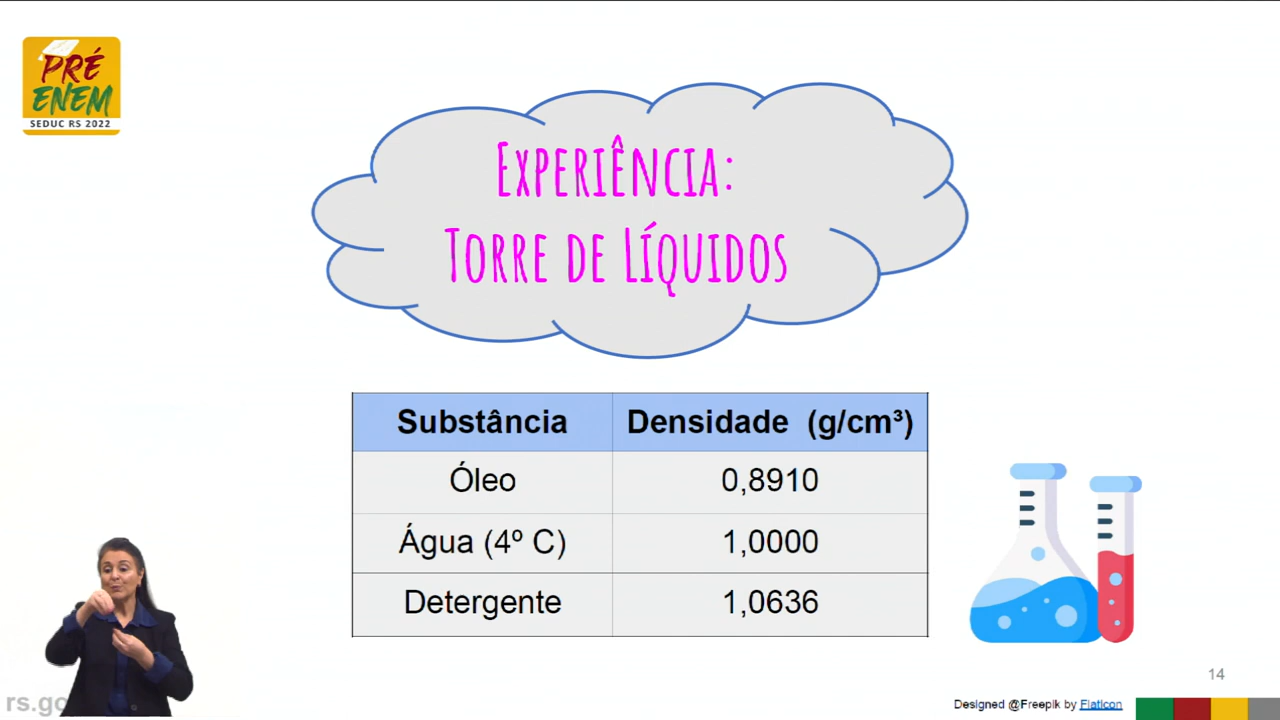 PRÉ
ENEM
SEDUC RS 2022
EXPERIÊNCIA:
TORRE DE LÍQUIDOS
Substância Densidade (g/cm³)
Óleo 0,8910
Água (4º C) 1,0000
Detergente 1,0636
14
rs.go
Designed @Freepik by Flaticon